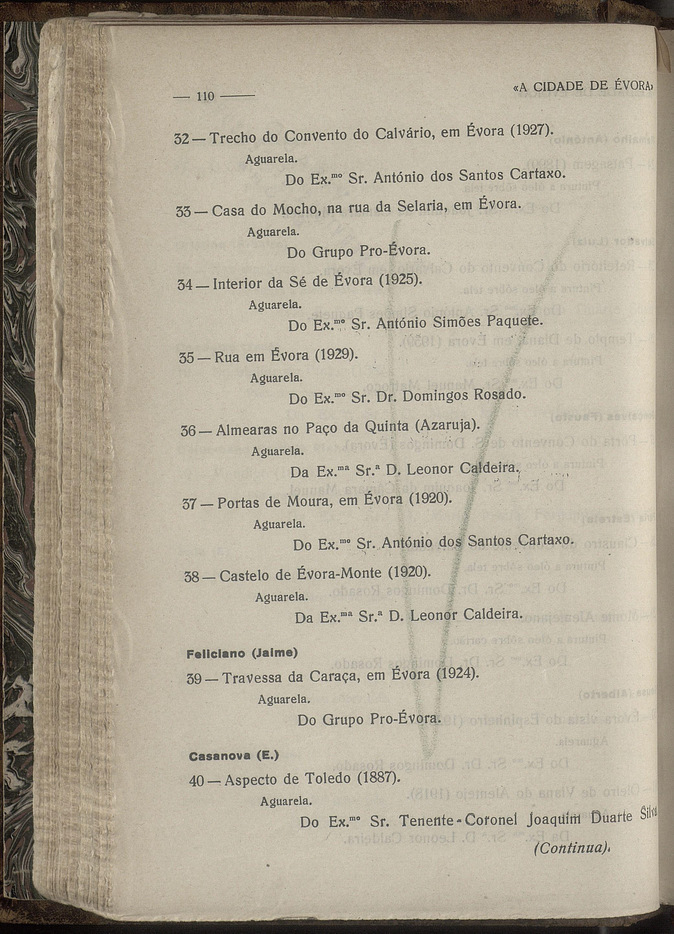 — 110 —
«A CIDADE DE ÉVORA»
32 — Trecho do Convento do Calvário, em Évora (1927).
Aguarela.
Do Ex.mo Sr. António dos Santos Cartaxo.
33 — Casa do Mocho, na rua da Selaria, em Évora.
Aguarela.
Do Grupo Pro-Évora.
34 — Interior da Sé de Évora (1925).
Aguarela.
Do Ex.mo Sr. António Simões Paquete.
35 — Rua em Évora (1929).
Aguarela.
Do Ex.mo Sr. Dr. Domingos Rosado.
36 — Almearas no Paço da Quinta (Azaruja).
Aguarela.
Da Ex.ma Sr.a D. Leonor Caldeira.
37 — Portas de Moura, em Évora (1920).
Aguarela.
Do Ex.mo Sr. António dos Santos Cartaxo.
38 — Castelo de Évora-Monte (1920).
Aguarela.
Da Ex.ma Sr.a D. Leonor Caldeira.
Feliciano (Jaime)
39 — Travessa da Caraça, em Évora (1924).
Aguarela.
Do Grupo Pro-Évora.
Casanova (E.)
40 — Aspecto de Toledo (1887).
Aguarela.
Do Ex.mo Sr. Tenente-Coronel Joaquim Duarte Silva
(Continua).